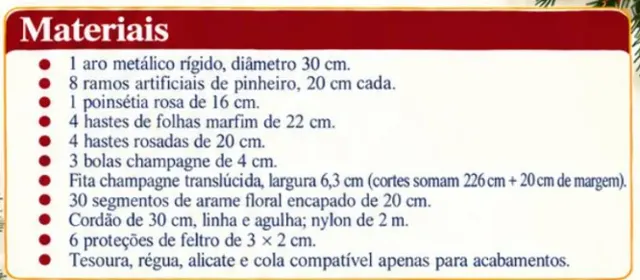 Materiais
● 1 aro metálico rígido, diâmetro 30 cm.
● 8 ramos artificiais de pinheiro, 20 cm cada.
● 1 poinsétia rosa de 16 cm.
● 4 hastes de folhas marfim de 22 cm.
● 4 hastes rosadas de 20 cm.
● 3 bolas champagne de 4 cm.
● Fita champagne translúcida, largura 6,3 cm (cortes somam 226 cm + 20 cm de margem).
● 30 segmentos de arame floral encapado de 20 cm.
● Cordão de 30 cm, linha e agulha; nylon de 2 m.
● 6 proteções de feltro de 3 × 2 cm.
● Tesoura, régua, alicate e cola compatível apenas para acabamentos.